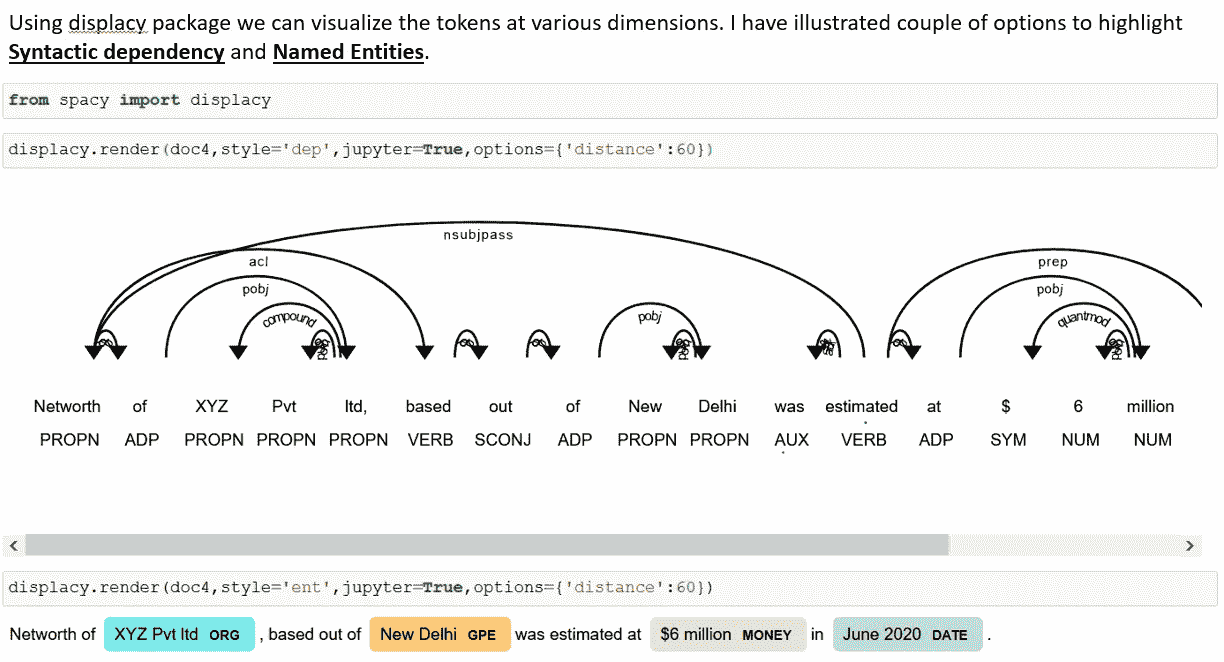 Using displacy package we can visualize the tokens at various dimensions. I have illustrated couple of options to highlight
Syntactic dependency and Named Entities.
from spacy import displacy
displacy.render(doc4,style='dep',jupyter=True,options={'distance':60})
nsubjpass
acl prep
pobj pobj
compound pobj quantmod
Networth of XYZ Pvt ltd, based out of New Delhi was estimated at $ 6 million
PROPN ADP PROPN PROPN PROPN VERB SCONJ ADP PROPN PROPN AUX VERB ADP SYM NUM NUM
displacy.render(doc4,style='ent',jupyter=True,options={'distance':60})
Networth of XYZ Pvt ltd ORG , based out of New Delhi GPE was estimated at $6 million MONEY in June 2020 DATE .